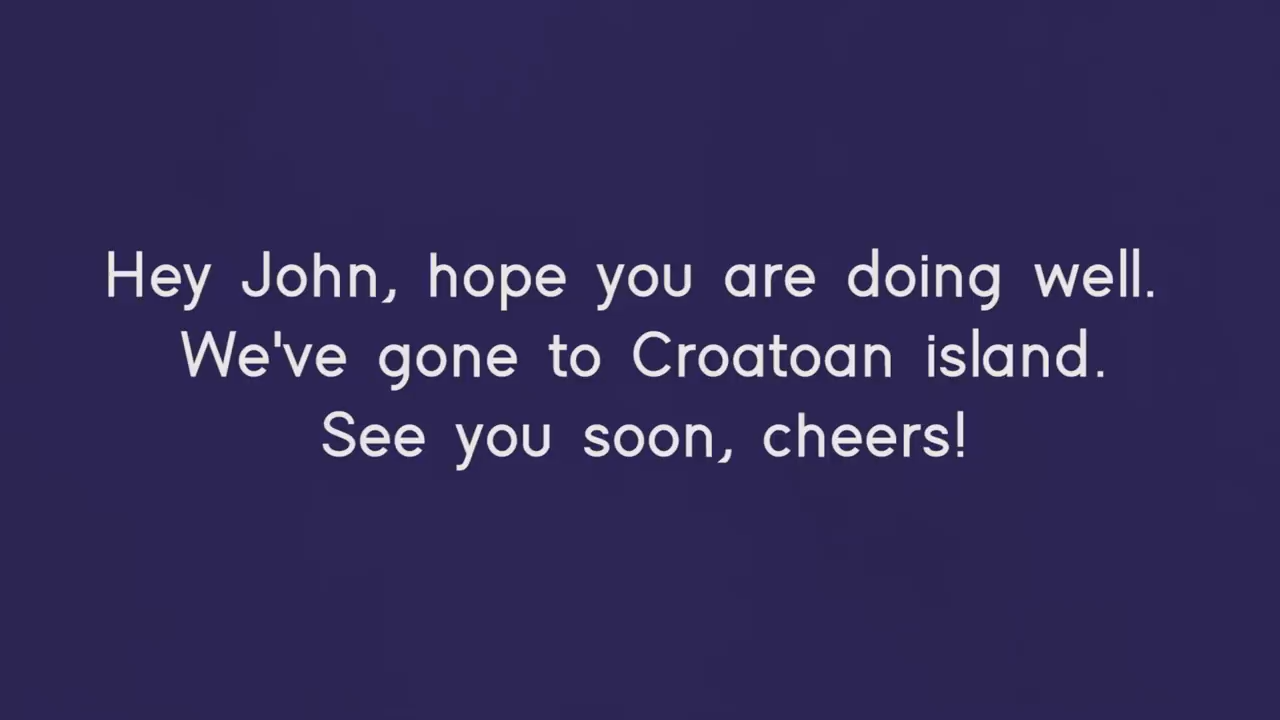 Hey John, hope you are doing well.
We've gone to Croatoan island.
See you soon, cheers!